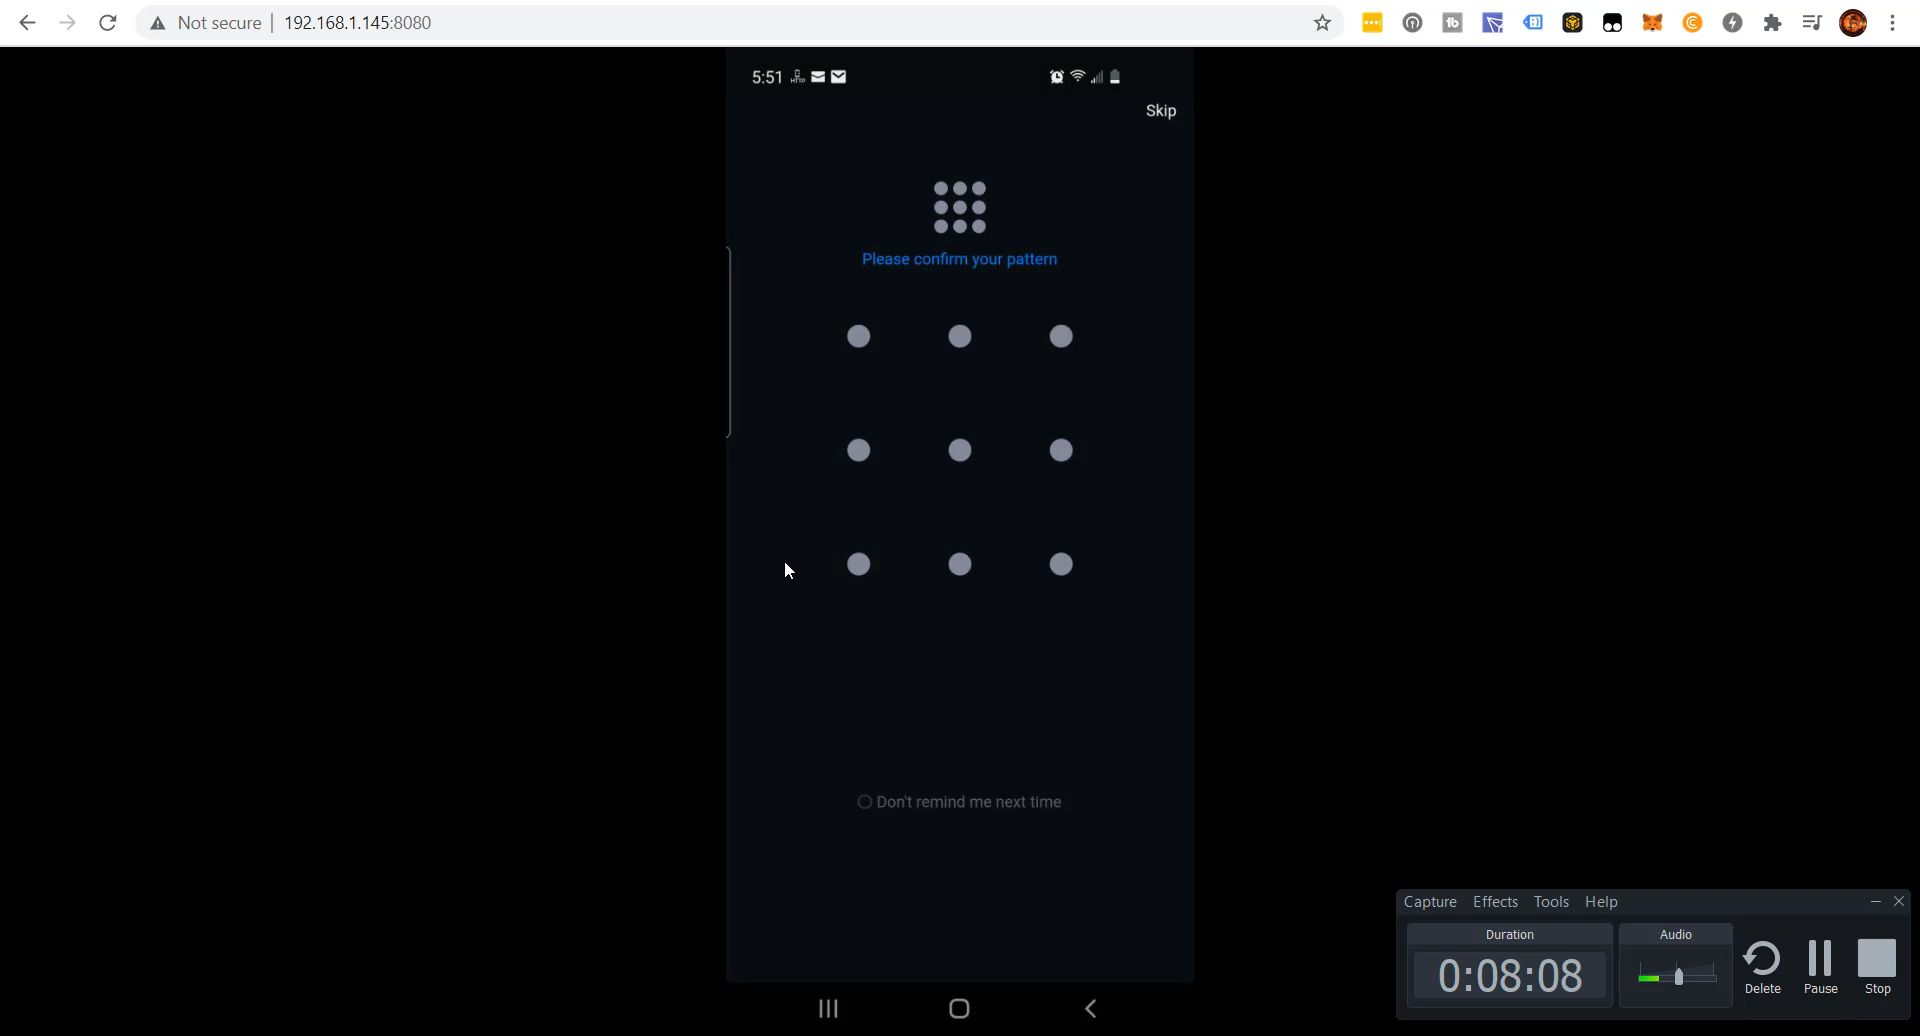 Not secure | 192.168.1.145:8080
5:51
HTTP
Skip
Please confirm your pattern
Don't remind me next time
Capture Effects Tools Help
Duration
Audio
0:08:08
Delete
Pause
Stop